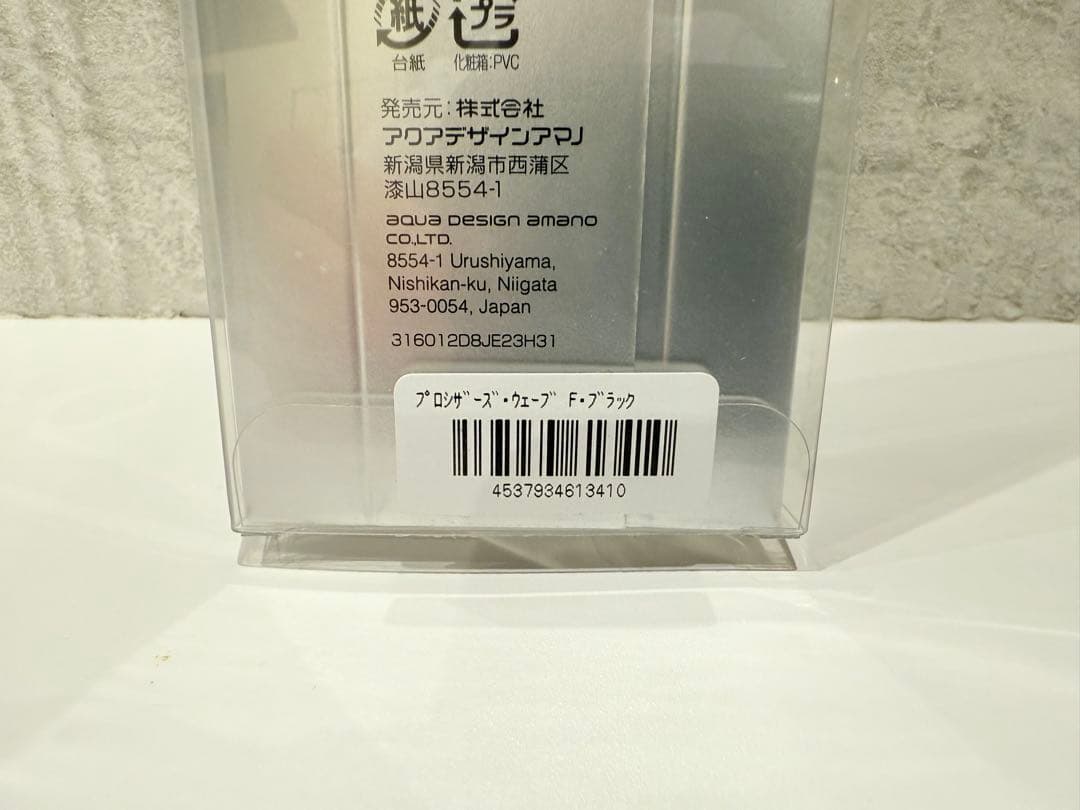 紙 プラ
台紙 化粧箱:PVC
発売元:株式会社
アクアデザインアマノ
新潟県新潟市西蒲区
漆山8554-1
aqua Design amano
CO.,LTD.
8554-1 Urushiyama,
Nishikan-ku, Niigata
953-0054, Japan
316012D8JE23H31
ﾌﾟﾛｼｻﾞｰｽﾞ・ｳｪｰﾌﾞ F・ﾌﾞﾗｯｸ
4537934613410